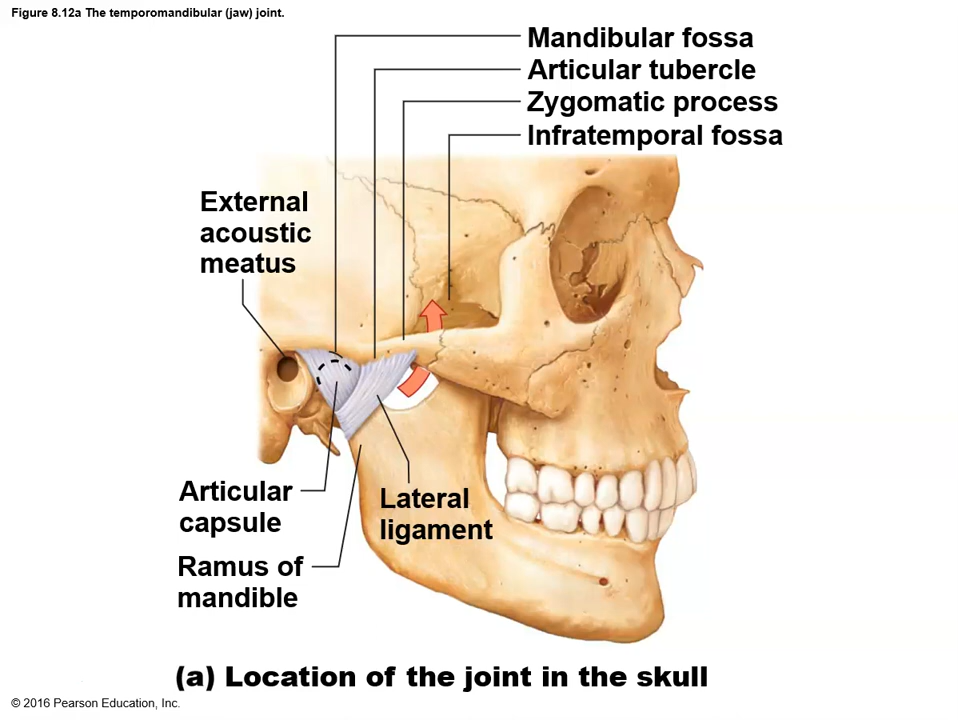 Figure 8.12a The temporomandibular (jaw) joint.
Mandibular fossa
Articular tubercle
Zygomatic process
Infratemporal fossa
External
acoustic
meatus
Articular
capsule
Lateral
ligament
Ramus of
mandible
(a) Location of the joint in the skull
© 2016 Pearson Education, Inc.